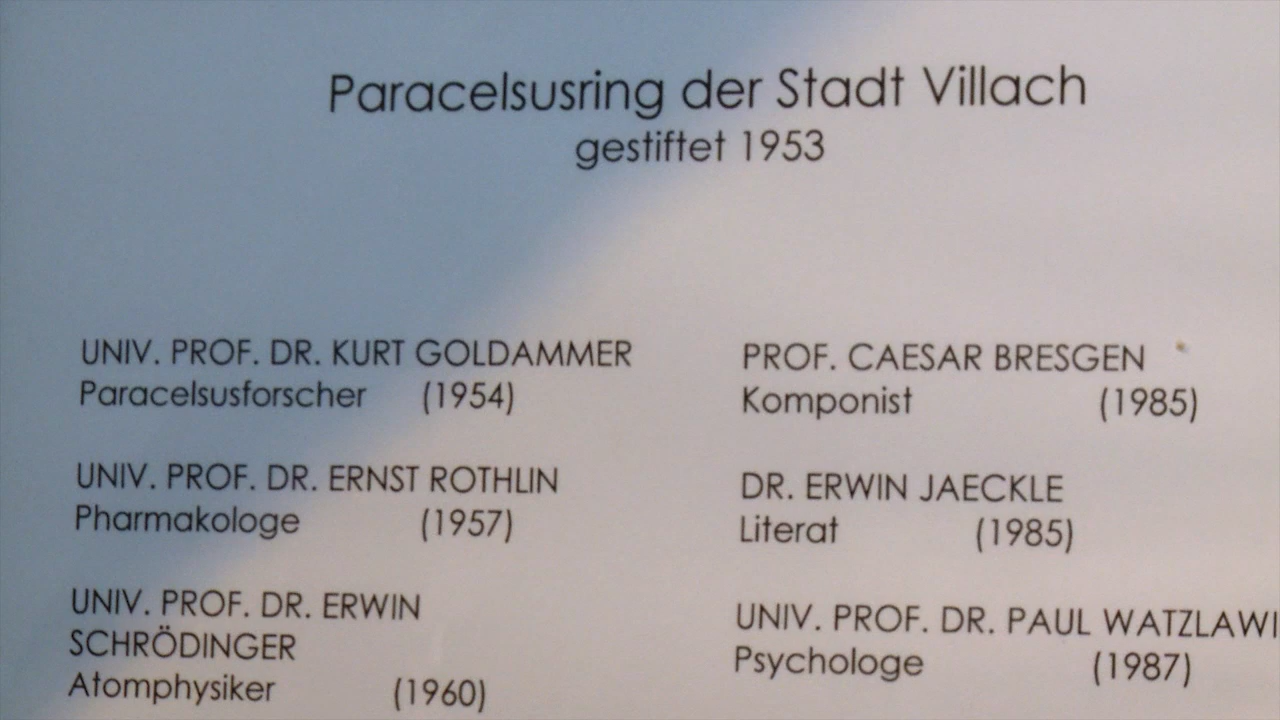 Paracelsusring der Stadt Villach
gestiftet 1953
UNIV. PROF. DR. KURT GOLDAMMER
Paracelsusforscher (1954)
UNIV. PROF. DR. ERNST ROTHLIN
Pharmakologe (1957)
UNIV. PROF. DR. ERWIN
SCHRÖDINGER
Atomphysiker (1960)
PROF. CAESAR BRESGEN
Komponist (1985)
DR. ERWIN JAECKLE
Literat (1985)
UNIV. PROF. DR. PAUL WATZLAWI
Psychologe (1987)